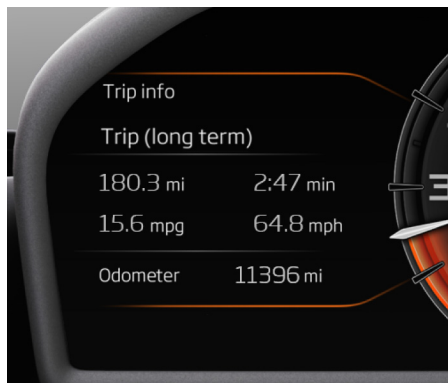 Trip info
Trip (long term)
180.3 mi 2:47 min
15.6 mpg 64.8 mph
Odometer 11396 mi